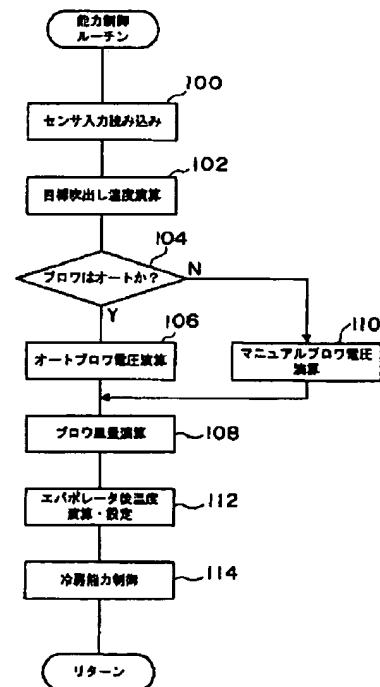 能力制御
ルーチン
100
センサ入力読み込み
102
目標吹出し温度演算
104
ブロワはオートか？
N
Y
106
オートブロワ電圧演算
110
マニュアルブロワ電圧
演算
ブロワ風量演算
108
エバポレータ後温度
演算・設定
112
冷房能力制御
114
リターン